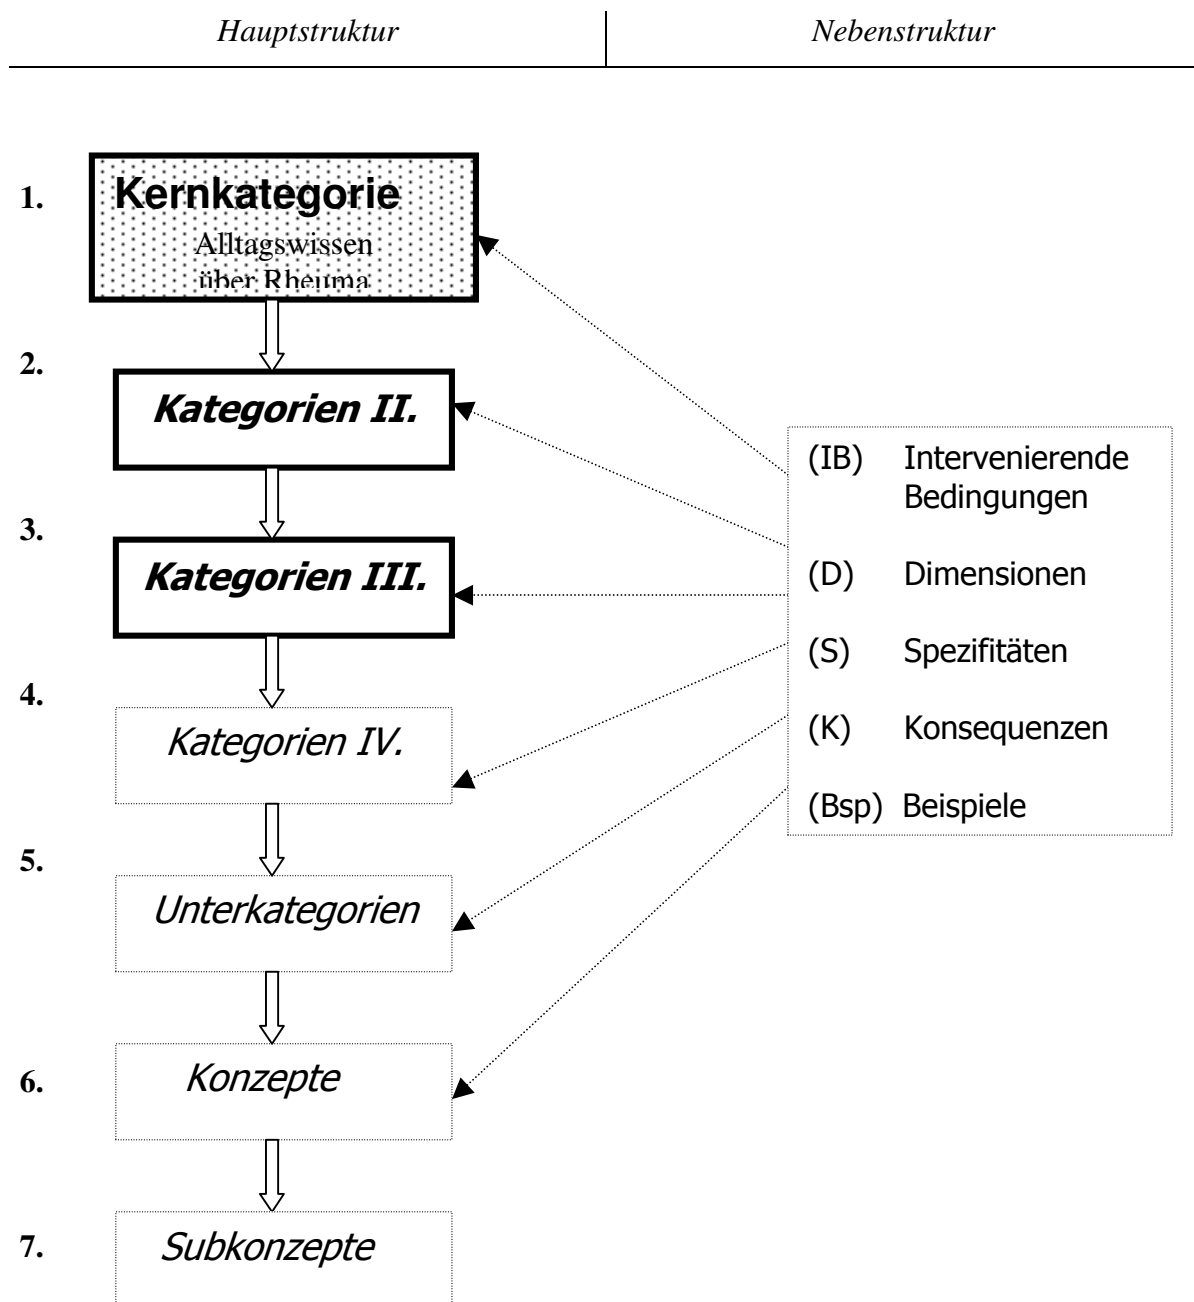 Hauptstruktur
Nebenstruktur
1.
Kernkategorie
Alltagswissen
über Rheuma
2.
Kategorien II.
3.
Kategorien III.
4.
Kategorien IV.
5.
Unterkategorien
6.
Konzepte
7.
Subkonzepte
(IB) Intervenierende
Bedingungen
(D) Dimensionen
(S) Spezifitäten
(K) Konsequenzen
(Bsp) Beispiele